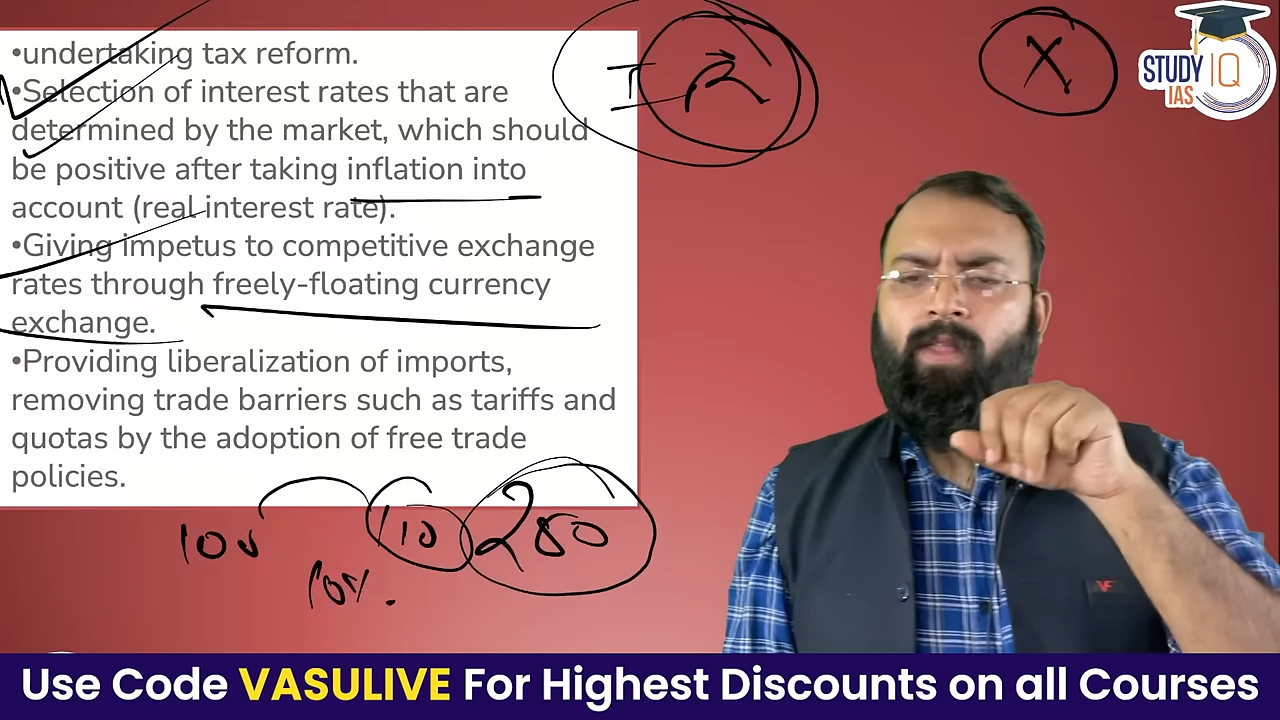 •undertaking tax reform.
•Selection of interest rates that are
determined by the market, which should
be positive after taking inflation into
account (real interest rate).
•Giving impetus to competitive exchange
rates through freely-floating currency
exchange.
•Providing liberalization of imports,
removing trade barriers such as tariffs and
quotas by the adoption of free trade
policies.
X
STUDY IQ
IAS
100
110
10%.
VF
Use Code VASULIVE For Highest Discounts on all Courses